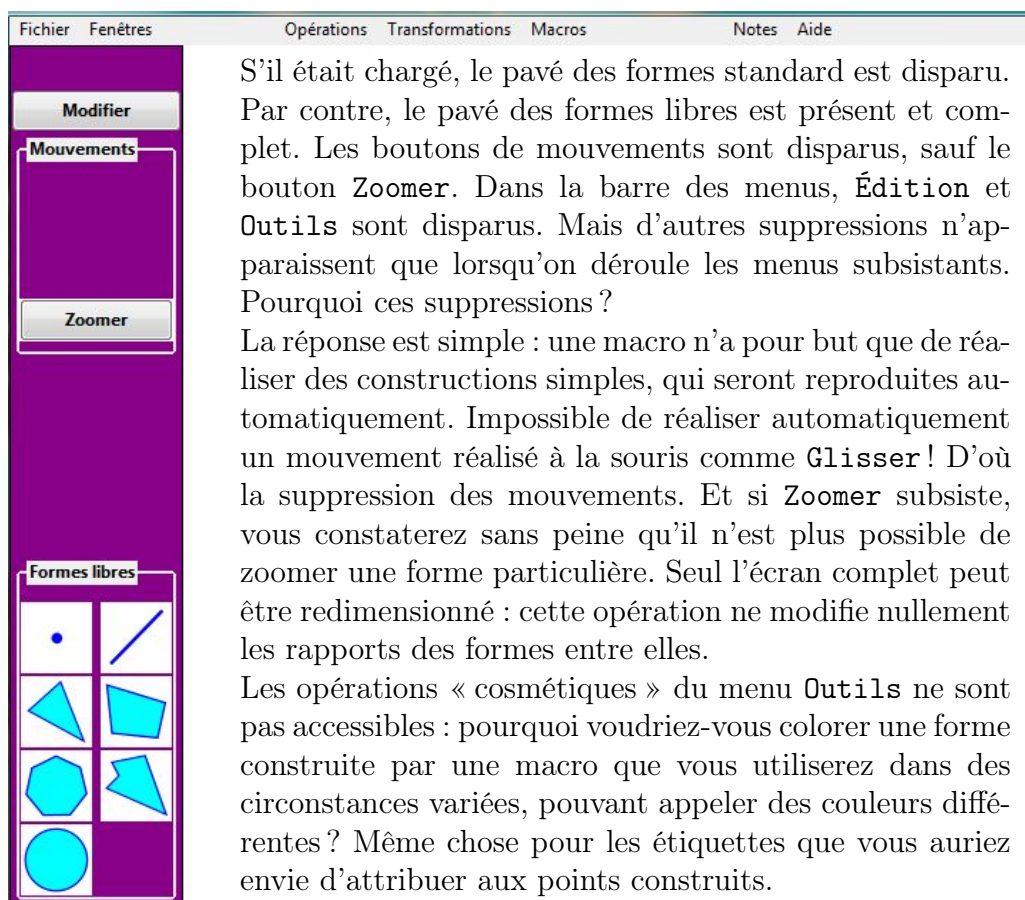 Fichier Fenêtres Opérations Transformations Macros Notes Aide
Modifier
Mouvements
Zoomer
Formes libres
S'il était chargé, le pavé des formes standard est disparu.
Par contre, le pavé des formes libres est présent et com-
plet. Les boutons de mouvements sont disparus, sauf le
bouton Zoomer. Dans la barre des menus, Édition et
Outils sont disparus. Mais d'autres suppressions n'ap-
paraissent que lorsqu'on déroule les menus subsistants.
Pourquoi ces suppressions ?
La réponse est simple : une macro n'a pour but que de réa-
liser des constructions simples, qui seront reproduites au-
tomatiquement. Impossible de réaliser automatiquement
un mouvement réalisé à la souris comme Glisser ! D'où
la suppression des mouvements. Et si Zoomer subsiste,
vous constaterez sans peine qu'il n'est plus possible de
zoomer une forme particulière. Seul l'écran complet peut
être redimensionné : cette opération ne modifie nullement
les rapports des formes entre elles.
Les opérations « cosmétiques » du menu Outils ne sont
pas accessibles : pourquoi voudriez-vous colorer une forme
construite par une macro que vous utiliserez dans des
circonstances variées, pouvant appeler des couleurs diffé-
rentes ? Même chose pour les étiquettes que vous auriez
envie d'attribuer aux points construits.